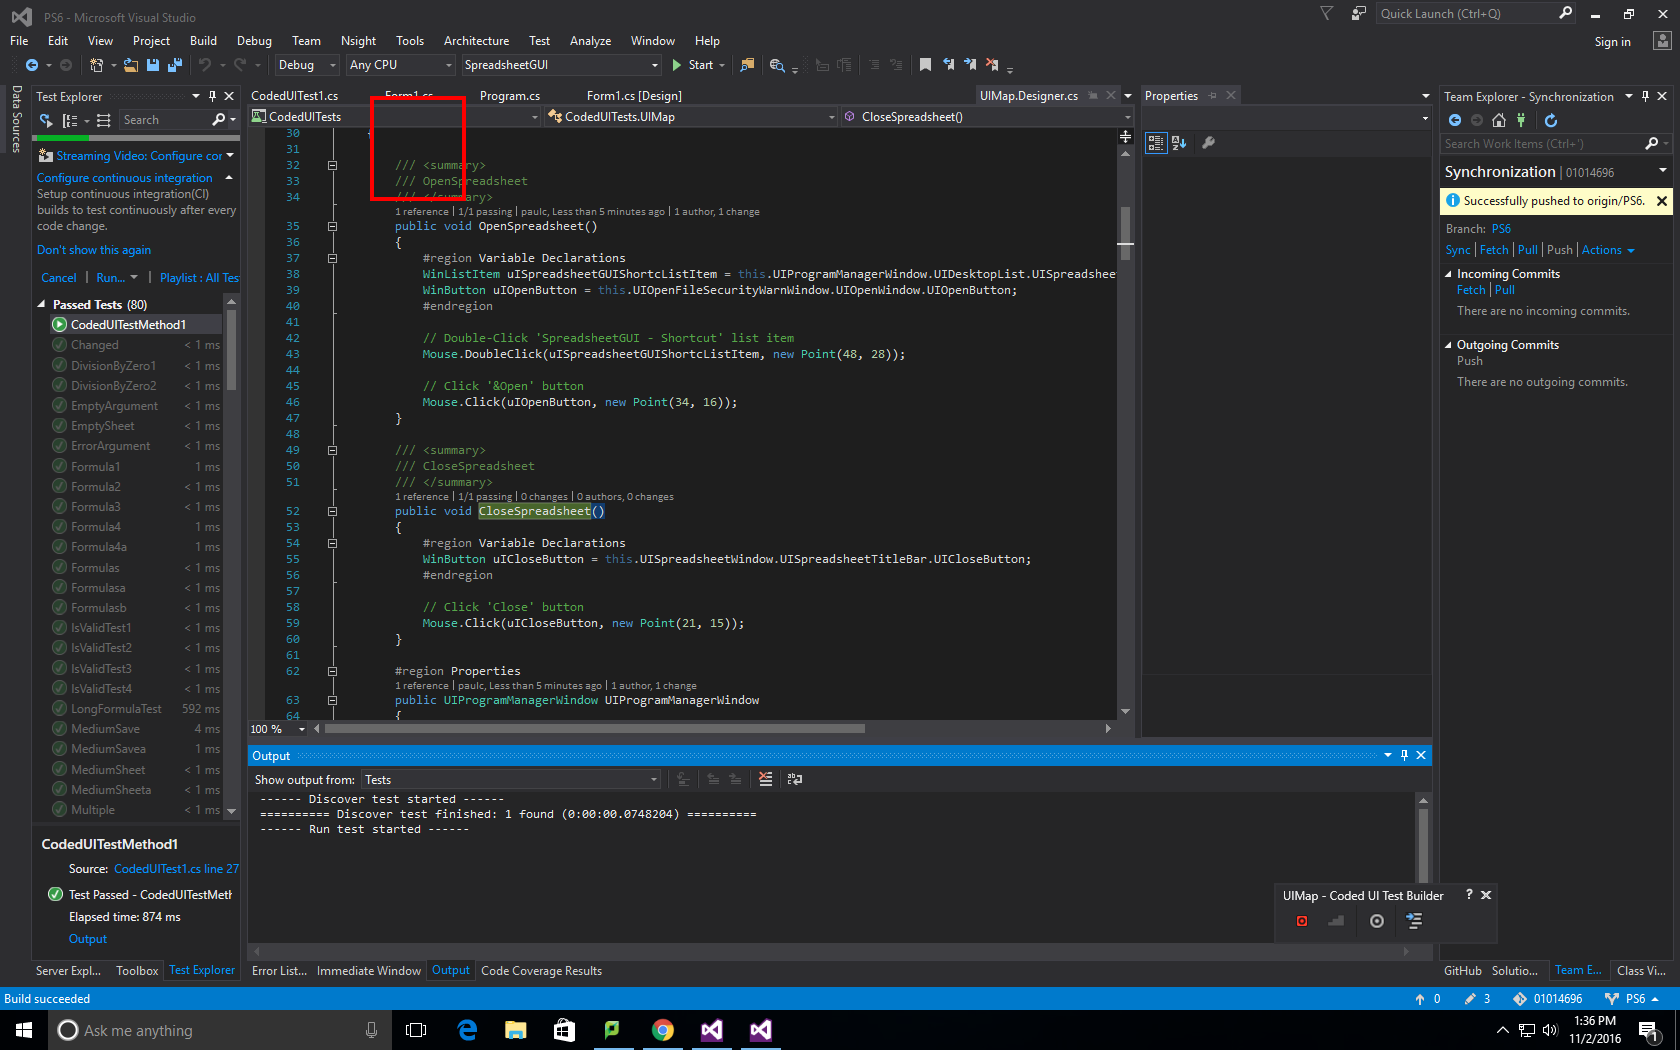 PS6 - Microsoft Visual Studio
Quick Launch (Ctrl+Q)
File Edit View Project Build Debug Team Nsight Tools Architecture Test Analyze Window Help
Sign in
Debug Any CPU SpreadsheetGUI Start
Data Sources
Test Explorer
Search
Streaming Video: Configure cor
Configure continuous integration
Setup continuous integration(CI)
builds to test continuously after every
code change.
Don't show this again
Cancel | Run... | Playlist : All Tes
Passed Tests (80)
CodedUITestMethod1
Changed < 1 ms
DivisionByZero1 < 1 ms
DivisionByZero2 < 1 ms
EmptyArgument < 1 ms
EmptySheet < 1 ms
ErrorArgument < 1 ms
Formula1 1 ms
Formula2 < 1 ms
Formula3 < 1 ms
Formula4 < 1 ms
Formula4a < 1 ms
Formulas < 1 ms
Formulasa < 1 ms
Formulasb < 1 ms
IsValidTest1 < 1 ms
IsValidTest2 < 1 ms
IsValidTest3 < 1 ms
IsValidTest4 < 1 ms
LongFormulaTest 592 ms
MediumSave 4 ms
MediumSavea 1 ms
MediumSheet < 1 ms
MediumSheeta < 1 ms
Multiple < 1 ms
CodedUITestMethod1
Source: CodedUITest1.cs line 27
Test Passed - CodedUITestMeth
Elapsed time: 874 ms
Output
Server Expl... Toolbox Test Explorer
CodedUITest1.cs Form1.cs Program.cs Form1.cs [Design] UIMap.Designer.cs
CodedUITests CodedUITests.UIMap CloseSpreadsheet()
30
31
32 /// <summary>
33 /// OpenSpreadsheet
34 /// </summary>
1 reference | 1/1 passing | paulc, Less than 5 minutes ago | 1 author, 1 change
35 public void OpenSpreadsheet()
36 {
37 #region Variable Declarations
38 WinListItem uISpreadsheetGUIShortcListItem = this.UIProgramManagerWindow.UIDesktopList.UISpreadshee
39 WinButton uIOpenButton = this.UIOpenFileSecurityWarnWindow.UIOpenWindow.UIOpenButton;
40 #endregion
41
42 // Double-Click 'SpreadsheetGUI - Shortcut' list item
43 Mouse.DoubleClick(uISpreadsheetGUIShortcListItem, new Point(48, 28));
44
45 // Click '&Open' button
46 Mouse.Click(uIOpenButton, new Point(34, 16));
47 }
48
49 /// <summary>
50 /// CloseSpreadsheet
51 /// </summary>
1 reference | 1/1 passing | 0 changes | 0 authors, 0 changes
52 public void CloseSpreadsheet()
53 {
54 #region Variable Declarations
55 WinButton uICloseButton = this.UISpreadsheetWindow.UISpreadsheetTitleBar.UICloseButton;
56 #endregion
57
58 // Click 'Close' button
59 Mouse.Click(uICloseButton, new Point(21, 15));
60 }
61
62 #region Properties
1 reference | paulc, Less than 5 minutes ago | 1 author, 1 change
63 public UIProgramManagerWindow UIProgramManagerWindow
64 {
100 %
Output
Show output from: Tests
------ Discover test started ------
========== Discover test finished: 1 found (0:00:00.0748204) ==========
------ Run test started ------
Error List... Immediate Window Output Code Coverage Results
Properties
Team Explorer - Synchronization
Search Work Items (Ctrl+')
Synchronization | 01014696
Successfully pushed to origin/PS6.
Branch: PS6
Sync | Fetch | Pull | Push | Actions
Incoming Commits
Fetch | Pull
There are no incoming commits.
Outgoing Commits
Push
There are no outgoing commits.
UIMap - Coded UI Test Builder ?
GitHub Solutio... Team E... Class Vi...
Build succeeded
0 3 01014696 PS6
Ask me anything
1:36 PM
11/2/2016
1